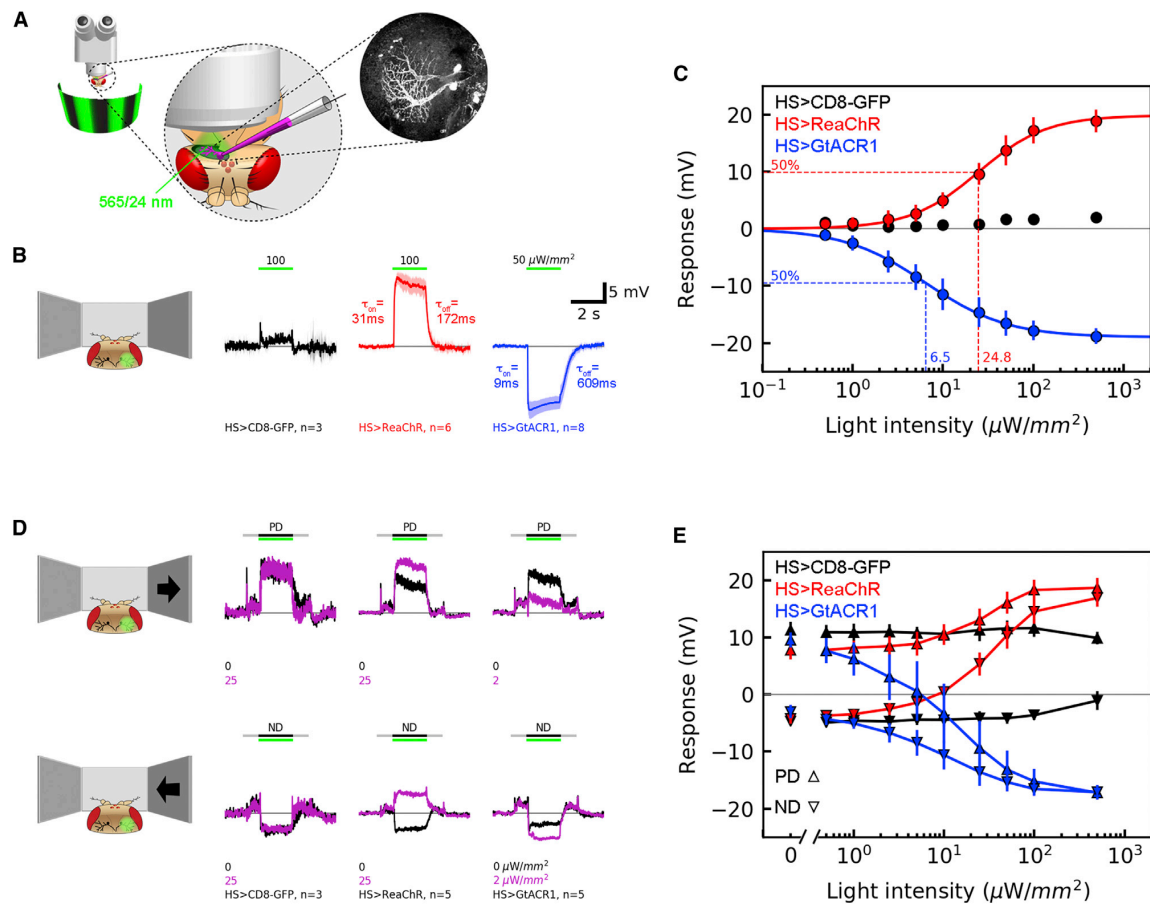 A
565/24 nm
B
100
100
50 μW/mm²
5 mV
2 s
τon=
31ms
τoff=
172ms
τon=
9ms
τoff=
609ms
HS>CD8-GFP, n=3
HS>ReaChR, n=6
HS>GtACR1, n=8
C
HS>CD8-GFP
HS>ReaChR
HS>GtACR1
20
10
0
−10
−20
50%
50%
6.5
24.8
Response (mV)
10⁻¹
10⁰
10¹
10²
10³
Light intensity (μW/mm²)
D
PD
PD
PD
0
25
0
25
0
2
ND
ND
ND
0
25
HS>CD8-GFP, n=3
0
25
HS>ReaChR, n=5
0 μW/mm²
2 μW/mm²
HS>GtACR1, n=5
E
HS>CD8-GFP
HS>ReaChR
HS>GtACR1
20
10
0
−10
−20
Response (mV)
PD △
ND ▽
0
10⁰
10¹
10²
10³
Light intensity (μW/mm²)